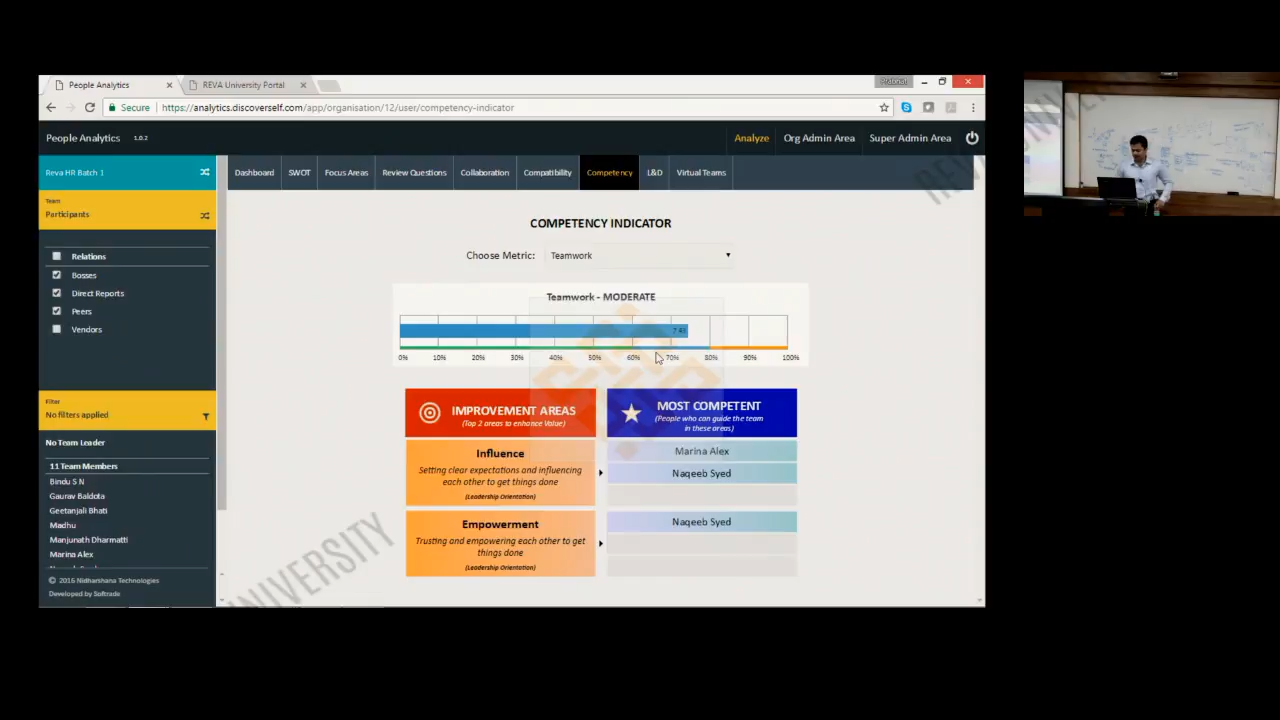 People Analytics
REVA University Portal
Prabhat
Secure
https://analytics.discoverself.com/app/organisation/12/user/competency-indicator
People Analytics 1.0.2
Analyze Org Admin Area Super Admin Area
Reva HR Batch 1
Dashboard SWOT Focus Areas Review Questions Collaboration Compatibility Competency L&D Virtual Teams
Team
Participants
Relations
Bosses
Direct Reports
Peers
Vendors
Filter
No filters applied
No Team Leader
11 Team Members
Bindu S N
Gaurav Baldota
Geetanjali Bhati
Madhu
Manjunath Dharmatti
Marina Alex
© 2016 Nidharshana Technologies
Developed by Softrade
COMPETENCY INDICATOR
Choose Metric: Teamwork
Teamwork - MODERATE
0% 10% 20% 30% 40% 50% 60% 70% 80% 90% 100%
IMPROVEMENT AREAS
(Top 2 areas to enhance Value)
MOST COMPETENT
(People who can guide the team
in these areas)
Influence
Setting clear expectations and influencing
each other to get things done
(Leadership Orientation)
Marina Alex
Naqeeb Syed
Empowerment
Trusting and empowering each other to get
things done
(Leadership Orientation)
Naqeeb Syed